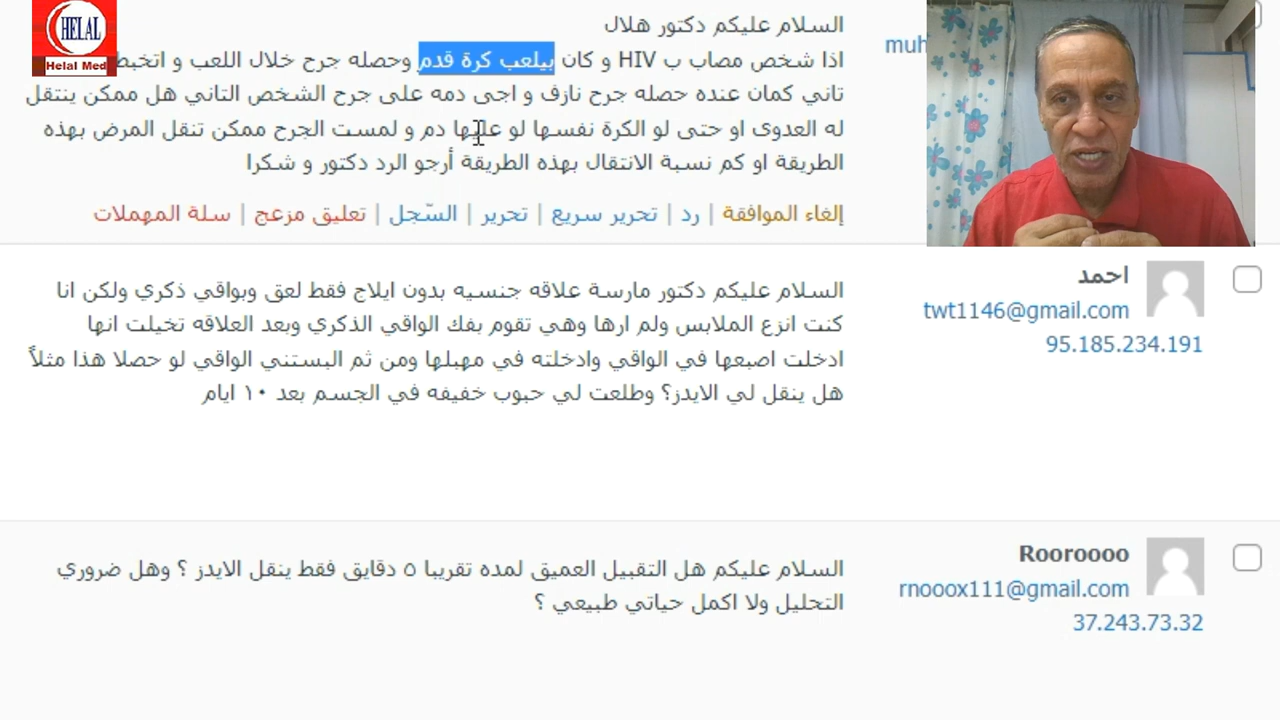 HELAL
Helal Med
السلام عليكم دكتور هلال
اذا شخص مصاب ب HIV و كان بيلعب كرة قدم وحصله جرح خلال اللعب و اتخبط
تاني كمان عنده حصله جرح نازف و اجى دمه على جرح الشخص التاني هل ممكن ينتقل
له العدوى او حتى لو الكرة نفسها لو عليها دم و لمست الجرح ممكن تنقل المرض بهذه
الطريقة او كم نسبة الانتقال بهذه الطريقة أرجو الرد دكتور و شكرا
إلغاء الموافقة | رد | تحرير سريع | تحرير | السّجل | تعليق مزعج | سلة المهملات
احمد
twt1146@gmail.com
95.185.234.191
السلام عليكم دكتور مارسة علاقه جنسيه بدون ايلاج فقط لعق وبواقي ذكري ولكن انا
كنت انزع الملابس ولم ارها وهي تقوم بفك الواقي الذكري وبعد العلاقه تخيلت انها
ادخلت اصبعها في الواقي وادخلته في مهبلها ومن ثم البستني الواقي لو حصلا هذا مثلاً
هل ينقل لي الايدز؟ وطلعت لي حبوب خفيفه في الجسم بعد ١٠ ايام
Rooroooo
rnooox111@gmail.com
37.243.73.32
السلام عليكم هل التقبيل العميق لمده تقريبا ٥ دقايق فقط ينقل الايدز ؟ وهل ضروري
التحليل ولا اكمل حياتي طبيعي ؟